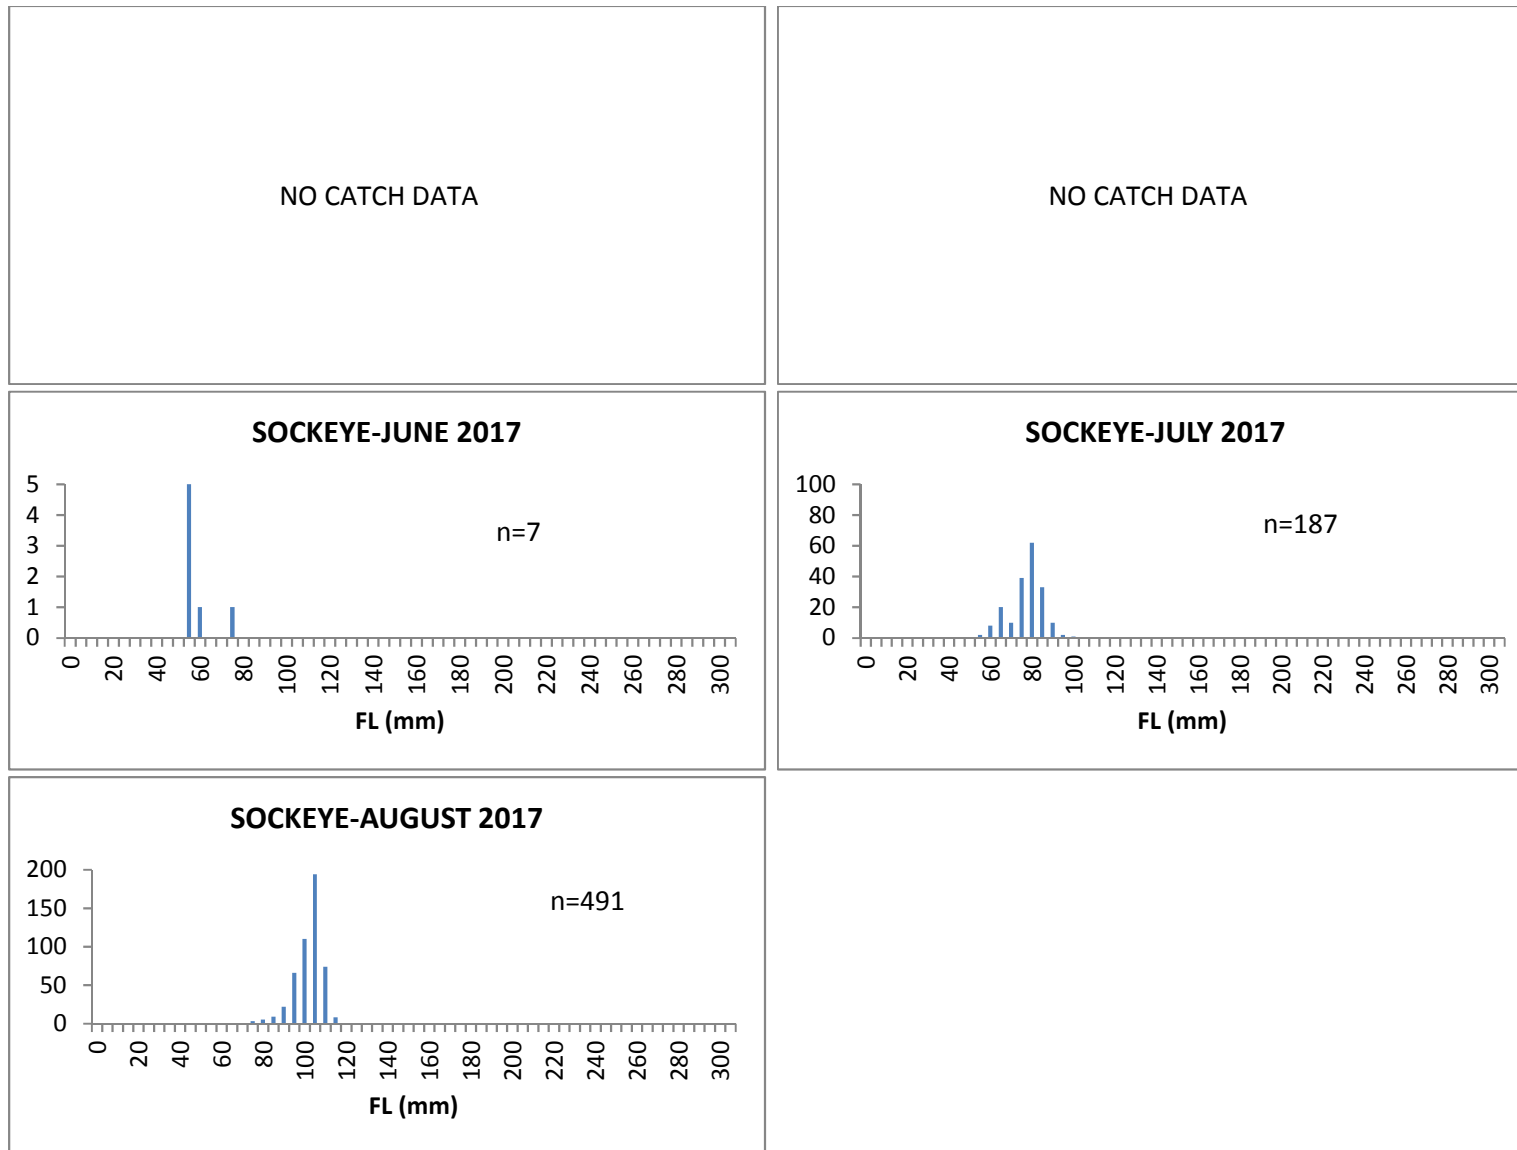 NO CATCH DATA
NO CATCH DATA
SOCKEYE-JUNE 2017
5
4
3
2
1
0
n=7
0 20 40 60 80 100 120 140 160 180 200 220 240 260 280 300
FL (mm)
SOCKEYE-JULY 2017
100
80
60
40
20
0
n=187
0 20 40 60 80 100 120 140 160 180 200 220 240 260 280 300
FL (mm)
SOCKEYE-AUGUST 2017
200
150
100
50
0
n=491
0 20 40 60 80 100 120 140 160 180 200 220 240 260 280 300
FL (mm)